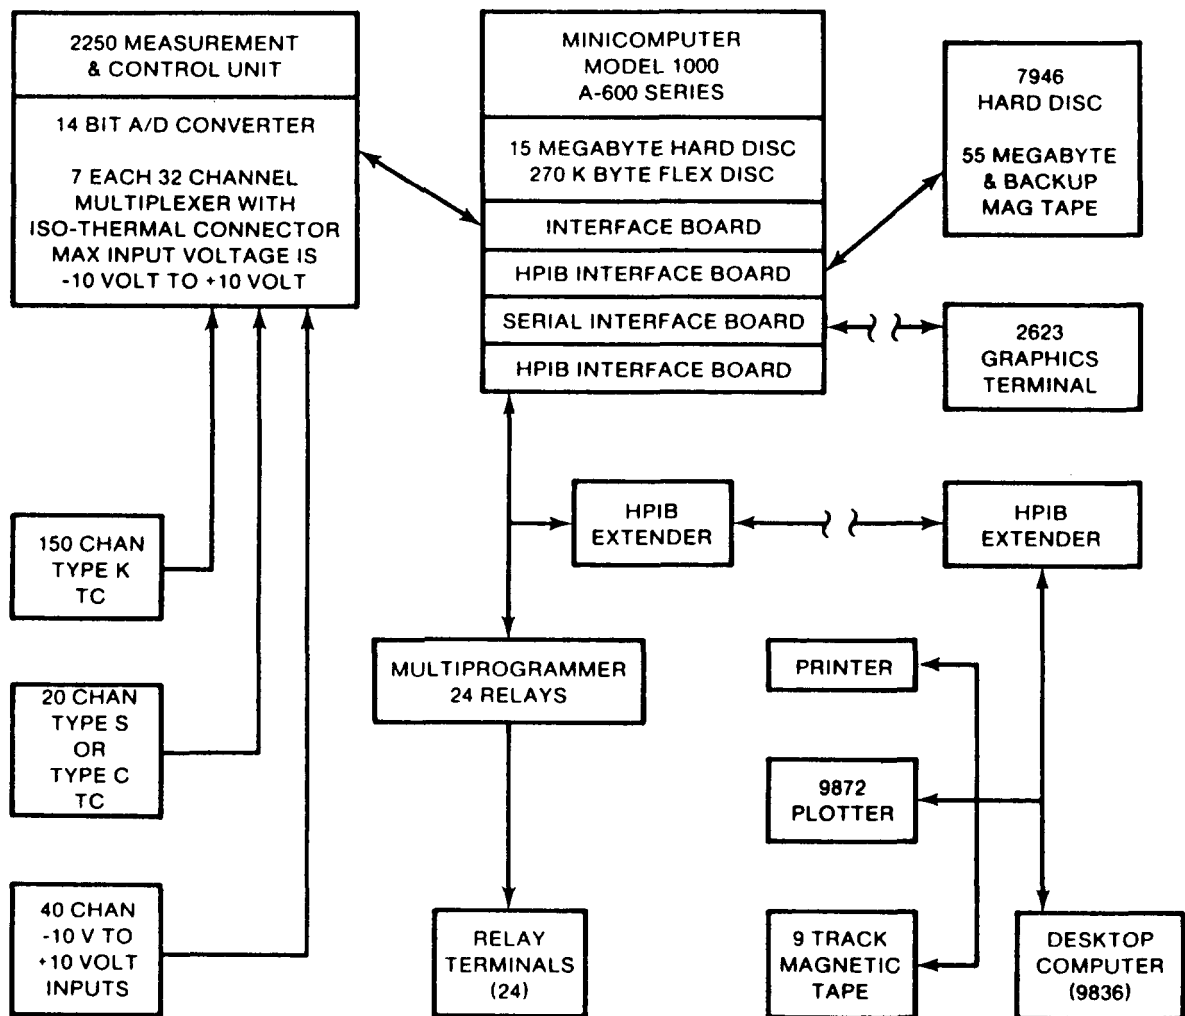 2250 MEASUREMENT
& CONTROL UNIT
14 BIT A/D CONVERTER
7 EACH 32 CHANNEL
MULTIPLEXER WITH
ISO-THERMAL CONNECTOR
MAX INPUT VOLTAGE IS
-10 VOLT TO +10 VOLT
MINICOMPUTER
MODEL 1000
A-600 SERIES
15 MEGABYTE HARD DISC
270 K BYTE FLEX DISC
INTERFACE BOARD
HPIB INTERFACE BOARD
SERIAL INTERFACE BOARD
HPIB INTERFACE BOARD
7946
HARD DISC
55 MEGABYTE
& BACKUP
MAG TAPE
2623
GRAPHICS
TERMINAL
150 CHAN
TYPE K
TC
HPIB
EXTENDER
HPIB
EXTENDER
20 CHAN
TYPE S
OR
TYPE C
TC
MULTIPROGRAMMER
24 RELAYS
PRINTER
9872
PLOTTER
40 CHAN
-10 V TO
+10 VOLT
INPUTS
RELAY
TERMINALS
(24)
9 TRACK
MAGNETIC
TAPE
DESKTOP
COMPUTER
(9836)